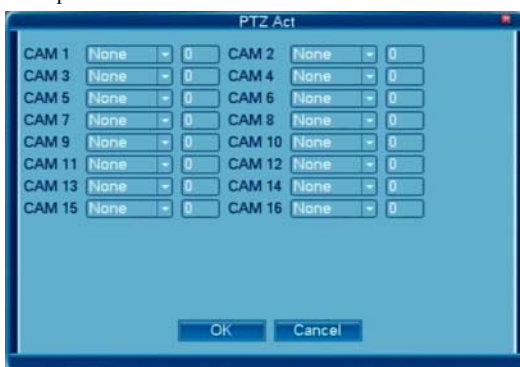 PTZ Act
CAM 1 None 0 CAM 2 None 0
CAM 3 None 0 CAM 4 None 0
CAM 5 None 0 CAM 6 None 0
CAM 7 None 0 CAM 8 None 0
CAM 9 None 0 CAM 10 None 0
CAM 11 None 0 CAM 12 None 0
CAM 13 None 0 CAM 14 None 0
CAM 15 None 0 CAM 16 None 0
OK Cancel